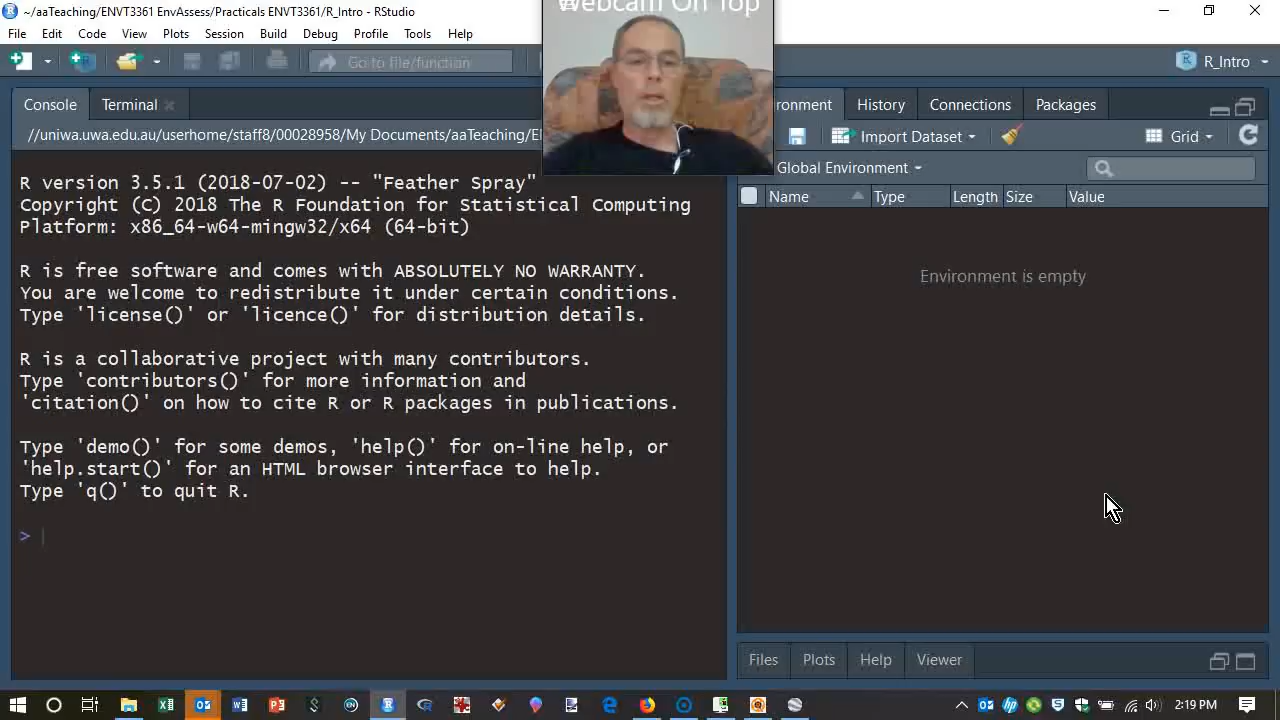 ~/aaTeaching/ENVT3361 EnvAssess/Practicals ENVT3361/R_Intro - RStudio
Webcam On Top
File Edit Code View Plots Session Build Debug Profile Tools Help
Go to file/function
R_Intro
Console Terminal
ronment History Connections Packages
//uniwa.uwa.edu.au/userhome/staff8/00028958/My Documents/aaTeaching/E
Import Dataset Grid
Global Environment
Name Type Length Size Value
Environment is empty
R version 3.5.1 (2018-07-02) -- "Feather Spray"
Copyright (C) 2018 The R Foundation for Statistical Computing
Platform: x86_64-w64-mingw32/x64 (64-bit)
R is free software and comes with ABSOLUTELY NO WARRANTY.
You are welcome to redistribute it under certain conditions.
Type 'license()' or 'licence()' for distribution details.
R is a collaborative project with many contributors.
Type 'contributors()' for more information and
'citation()' on how to cite R or R packages in publications.
Type 'demo()' for some demos, 'help()' for on-line help, or
'help.start()' for an HTML browser interface to help.
Type 'q()' to quit R.
>
Files Plots Help Viewer
2:19 PM